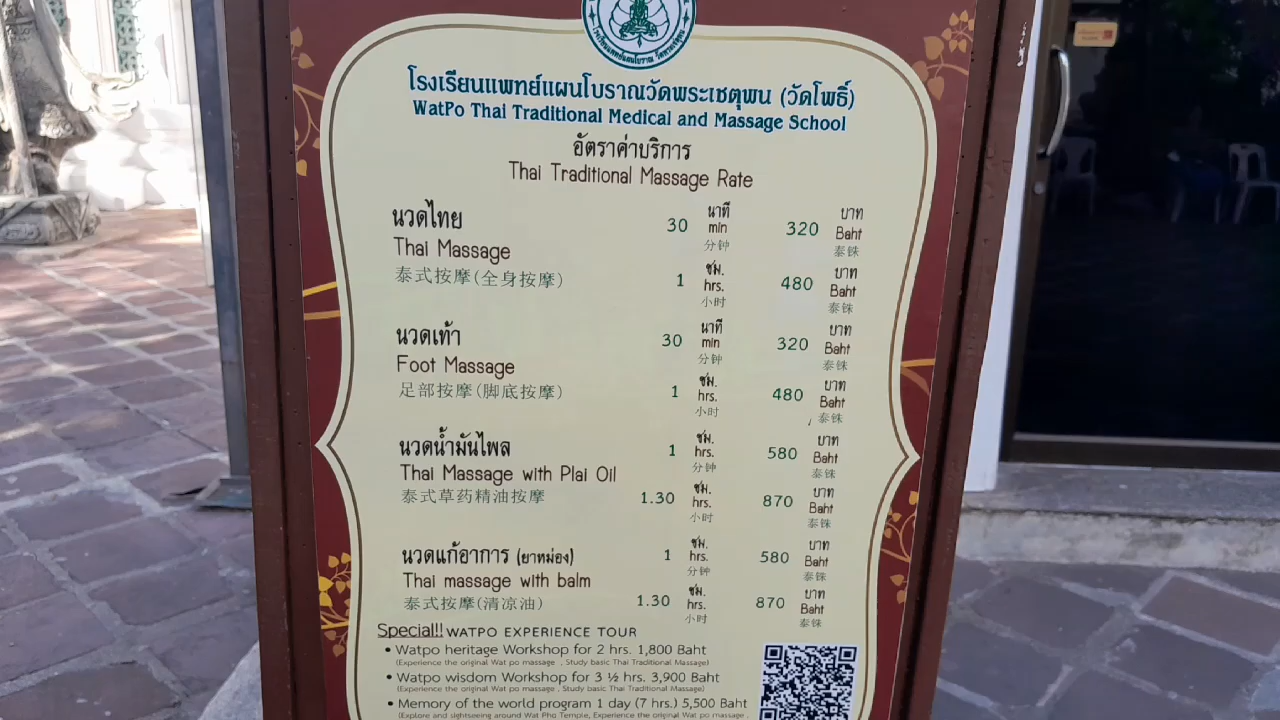 โรงเรียนแพทย์แผนโบราณวัดพระเชตุพน (วัดโพธิ์)
WatPo Thai Traditional Medical and Massage School
อัตราค่าบริการ
Thai Traditional Massage Rate
นวดไทย 30 นาที 320 บาท
Thai Massage min Baht
分钟 泰铢
泰式按摩(全身按摩) 1 ชม. 480 บาท
hrs. Baht
小时 泰铢
นวดเท้า 30 นาที 320 บาท
Foot Massage min Baht
分钟 泰铢
足部按摩(脚底按摩) 1 ชม. 480 บาท
hrs. Baht
小时 泰铢
นวดน้ำมันไพล 1 ชม. 580 บาท
Thai Massage with Plai Oil hrs. Baht
分钟 泰铢
泰式草药精油按摩 1.30 ชม. 870 บาท
hrs. Baht
小时 泰铢
นวดแก้อาการ (ยาหม่อง) 1 ชม. 580 บาท
Thai massage with balm hrs. Baht
分钟 泰铢
泰式按摩(清凉油) 1.30 ชม. 870 บาท
hrs. Baht
小时 泰铢
Special!! WATPO EXPERIENCE TOUR
• Watpo heritage Workshop for 2 hrs. 1,800 Baht
(Experience the original Wat po massage , Study basic Thai Traditional Massage)
• Watpo wisdom Workshop for 3 ½ hrs. 3,900 Baht
(Experience the original Wat po massage , Study basic Thai Traditional Massage)
• Memory of the world program 1 day (7 hrs.) 5,500 Baht
(Explore and sightseeing around Wat Pho Temple, Experience the original Wat po massage ,